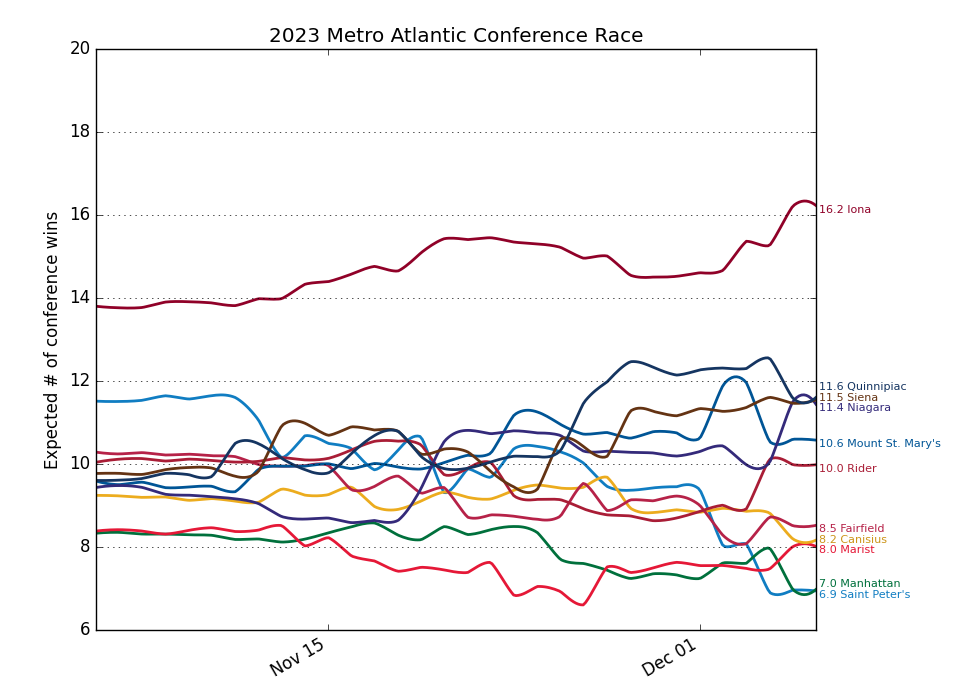 2023 Metro Atlantic Conference Race
Expected # of conference wins
20
18
16
14
12
10
8
6
Nov 15
Dec 01
16.2 Iona
11.6 Quinnipiac
11.5 Siena
11.4 Niagara
10.6 Mount St. Mary's
10.0 Rider
8.5 Fairfield
8.2 Canisius
8.0 Marist
7.0 Manhattan
6.9 Saint Peter's